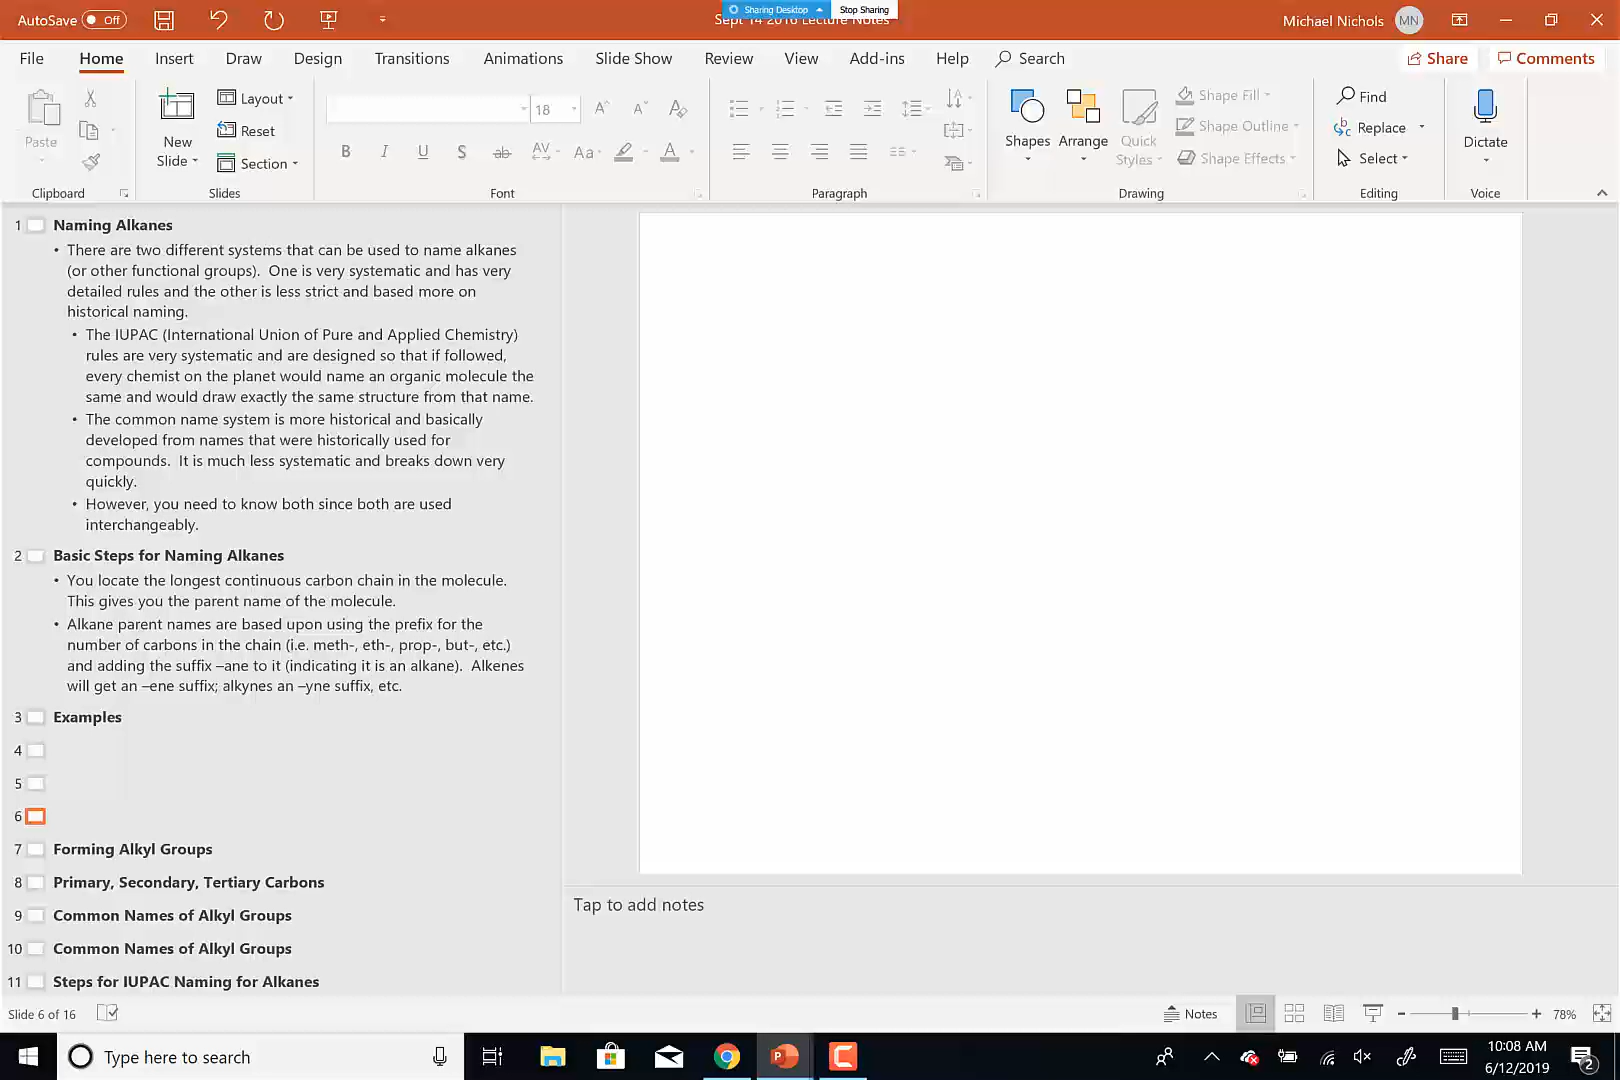 AutoSave Off
Sharing Desktop Stop Sharing
Sept 14 2016 Lecture Notes
Michael Nichols MN
File Home Insert Draw Design Transitions Animations Slide Show Review View Add-ins Help Search Share Comments
Paste
New Slide
Layout
Reset
Section
18
B I U S ab AV Aa A
Shapes
Arrange
Quick Styles
Shape Fill
Shape Outline
Shape Effects
Find
Replace
Select
Dictate
Clipboard Slides Font Paragraph Drawing Editing Voice
1 Naming Alkanes
• There are two different systems that can be used to name alkanes
(or other functional groups). One is very systematic and has very
detailed rules and the other is less strict and based more on
historical naming.
• The IUPAC (International Union of Pure and Applied Chemistry)
rules are very systematic and are designed so that if followed,
every chemist on the planet would name an organic molecule the
same and would draw exactly the same structure from that name.
• The common name system is more historical and basically
developed from names that were historically used for
compounds. It is much less systematic and breaks down very
quickly.
• However, you need to know both since both are used
interchangeably.
2 Basic Steps for Naming Alkanes
• You locate the longest continuous carbon chain in the molecule.
This gives you the parent name of the molecule.
• Alkane parent names are based upon using the prefix for the
number of carbons in the chain (i.e. meth-, eth-, prop-, but-, etc.)
and adding the suffix –ane to it (indicating it is an alkane). Alkenes
will get an –ene suffix; alkynes an –yne suffix, etc.
3 Examples
4
5
6
7 Forming Alkyl Groups
8 Primary, Secondary, Tertiary Carbons
9 Common Names of Alkyl Groups
10 Common Names of Alkyl Groups
11 Steps for IUPAC Naming for Alkanes
Tap to add notes
Slide 6 of 16
Notes
78%
Type here to search
10:08 AM
6/12/2019
2